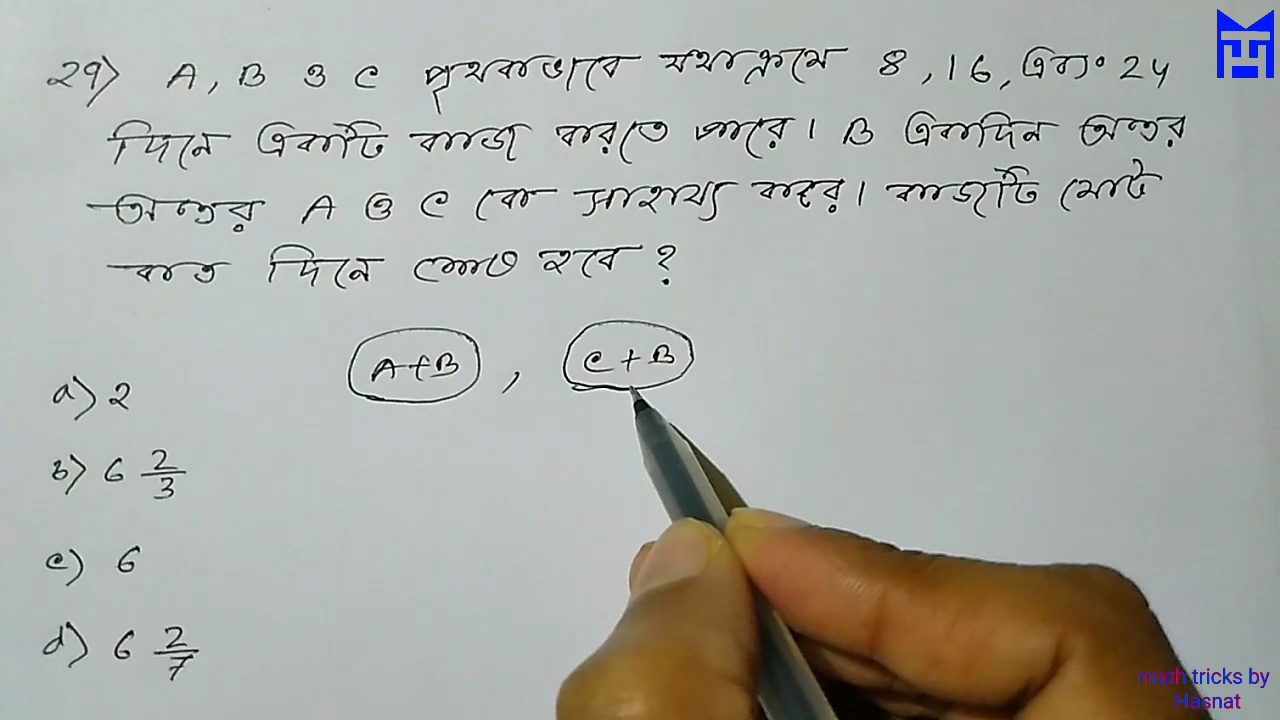 ২৭) A, B ও C পৃথকভাবে যথাক্রমে 8, 16, এবং 24
দিনে একটি কাজ করতে পারে। B একদিন অন্তর
অন্তর A ও C কে সাহায্য করে। কাজটি মোট
কত দিনে শেষ হবে?
A+B, C+B
a) 2
b) 6 2/3
c) 6
d) 6 2/7
math tricks by
Hasnat